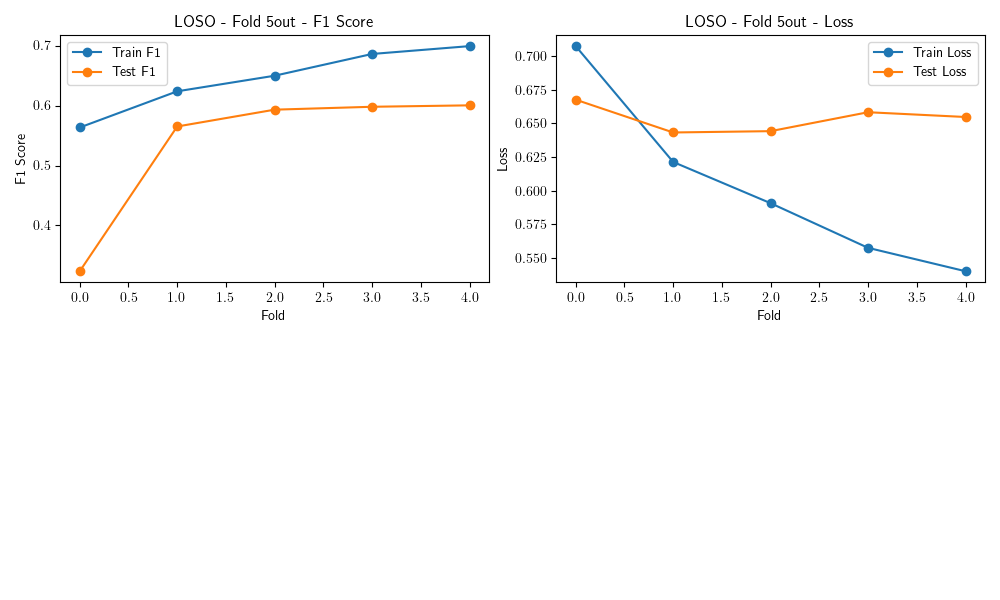 LOSO - Fold 5out - F1 Score
Train F1
Test F1
0.7
0.6
0.5
0.4
F1 Score
0.0 0.5 1.0 1.5 2.0 2.5 3.0 3.5 4.0
Fold
LOSO - Fold 5out - Loss
Train Loss
Test Loss
0.700
0.675
0.650
0.625
0.600
0.575
0.550
Loss
0.0 0.5 1.0 1.5 2.0 2.5 3.0 3.5 4.0
Fold